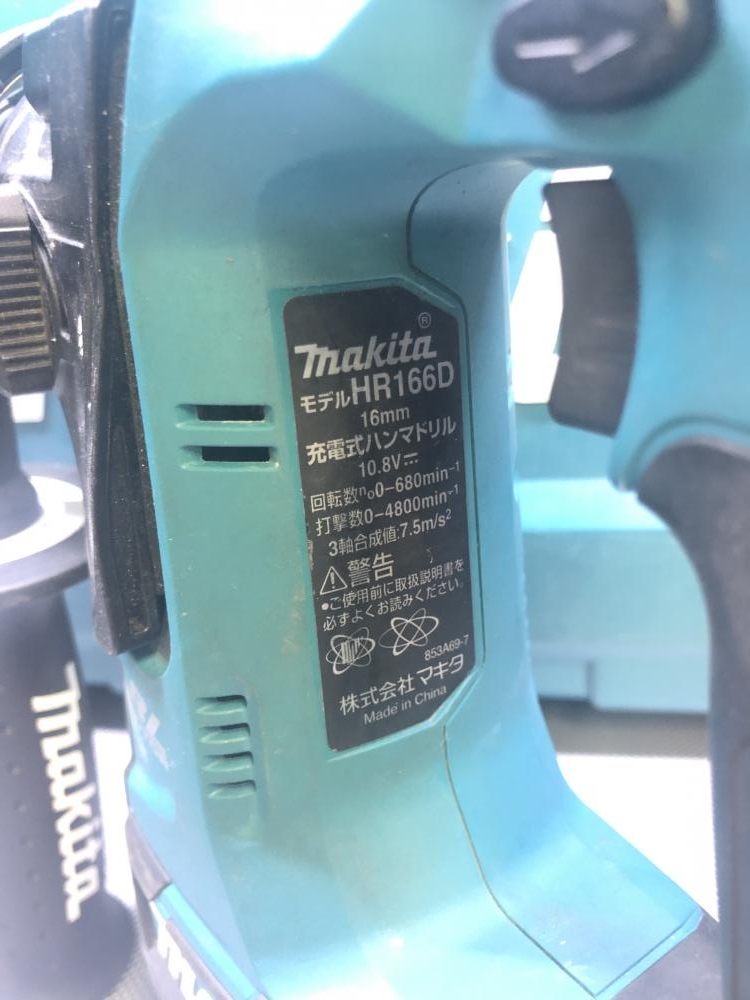 makita®
モデルHR166D
16mm
充電式ハンマドリル
10.8V⎓
回転数n₀0-680min⁻¹
打撃数0-4800min⁻¹
3軸合成値:7.5m/s²
⚠警告
●ご使用前に取扱説明書を
必ずよくお読みください。
853A69-7
株式会社マキタ
Made in China
makita